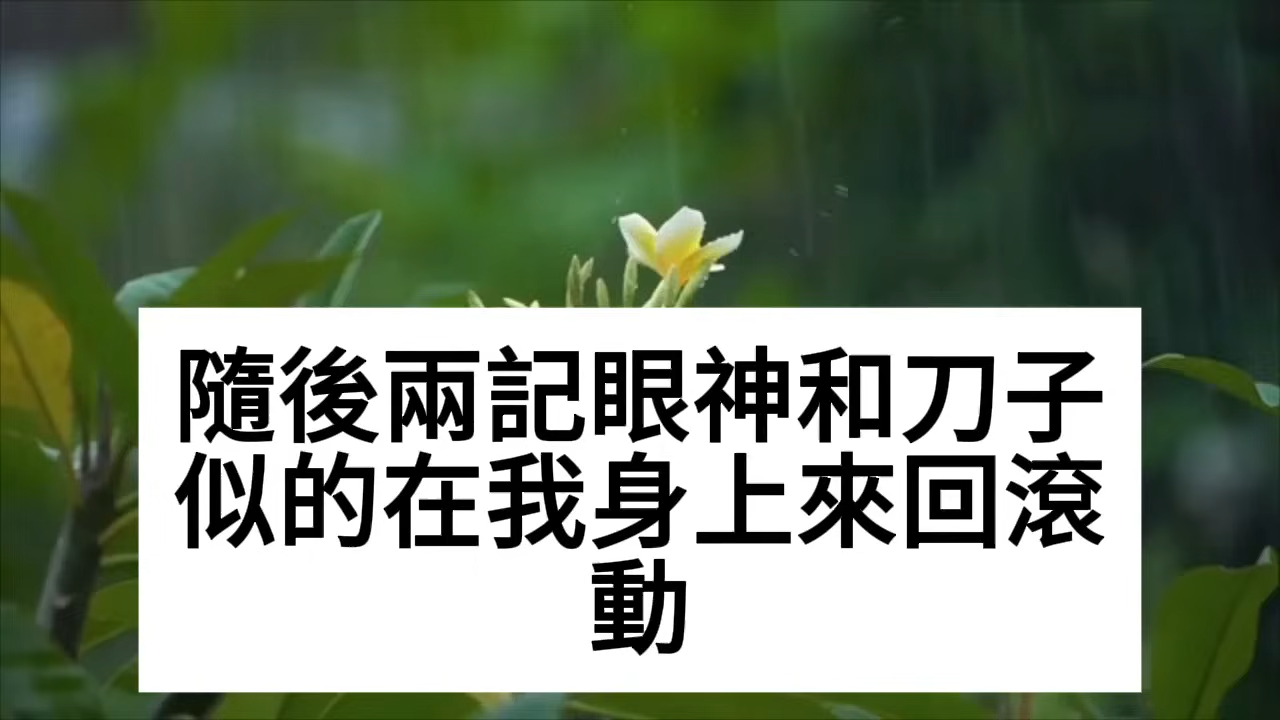 隨後兩記眼神和刀子
似的在我身上來回滾
動